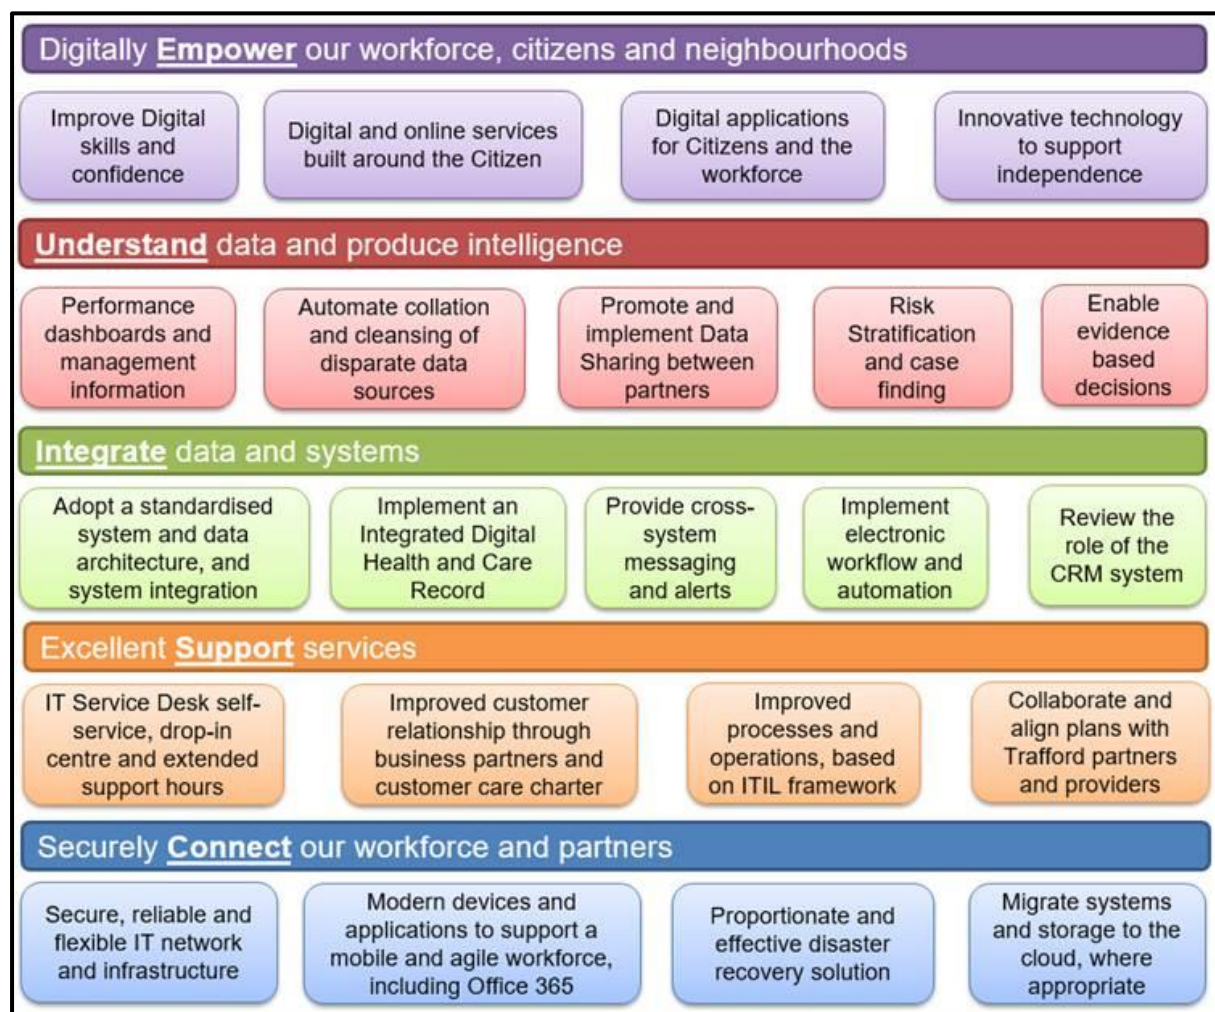 Digitally Empower our workforce, citizens and neighbourhoods
Improve Digital
skills and
confidence
Digital and online services
built around the Citizen
Digital applications
for Citizens and the
workforce
Innovative technology
to support
independence
Understand data and produce intelligence
Performance
dashboards and
management
information
Automate collation
and cleansing of
disparate data
sources
Promote and
implement Data
Sharing between
partners
Risk
Stratification
and case
finding
Enable
evidence
based
decisions
Integrate data and systems
Adopt a standardised
system and data
architecture, and
system integration
Implement an
Integrated Digital
Health and Care
Record
Provide cross-
system
messaging
and alerts
Implement
electronic
workflow and
automation
Review the
role of the
CRM system
Excellent Support services
IT Service Desk self-
service, drop-in
centre and extended
support hours
Improved customer
relationship through
business partners and
customer care charter
Improved
processes and
operations, based
on ITIL framework
Collaborate and
align plans with
Trafford partners
and providers
Securely Connect our workforce and partners
Secure, reliable and
flexible IT network
and infrastructure
Modern devices and
applications to support a
mobile and agile workforce,
including Office 365
Proportionate and
effective disaster
recovery solution
Migrate systems
and storage to the
cloud, where
appropriate